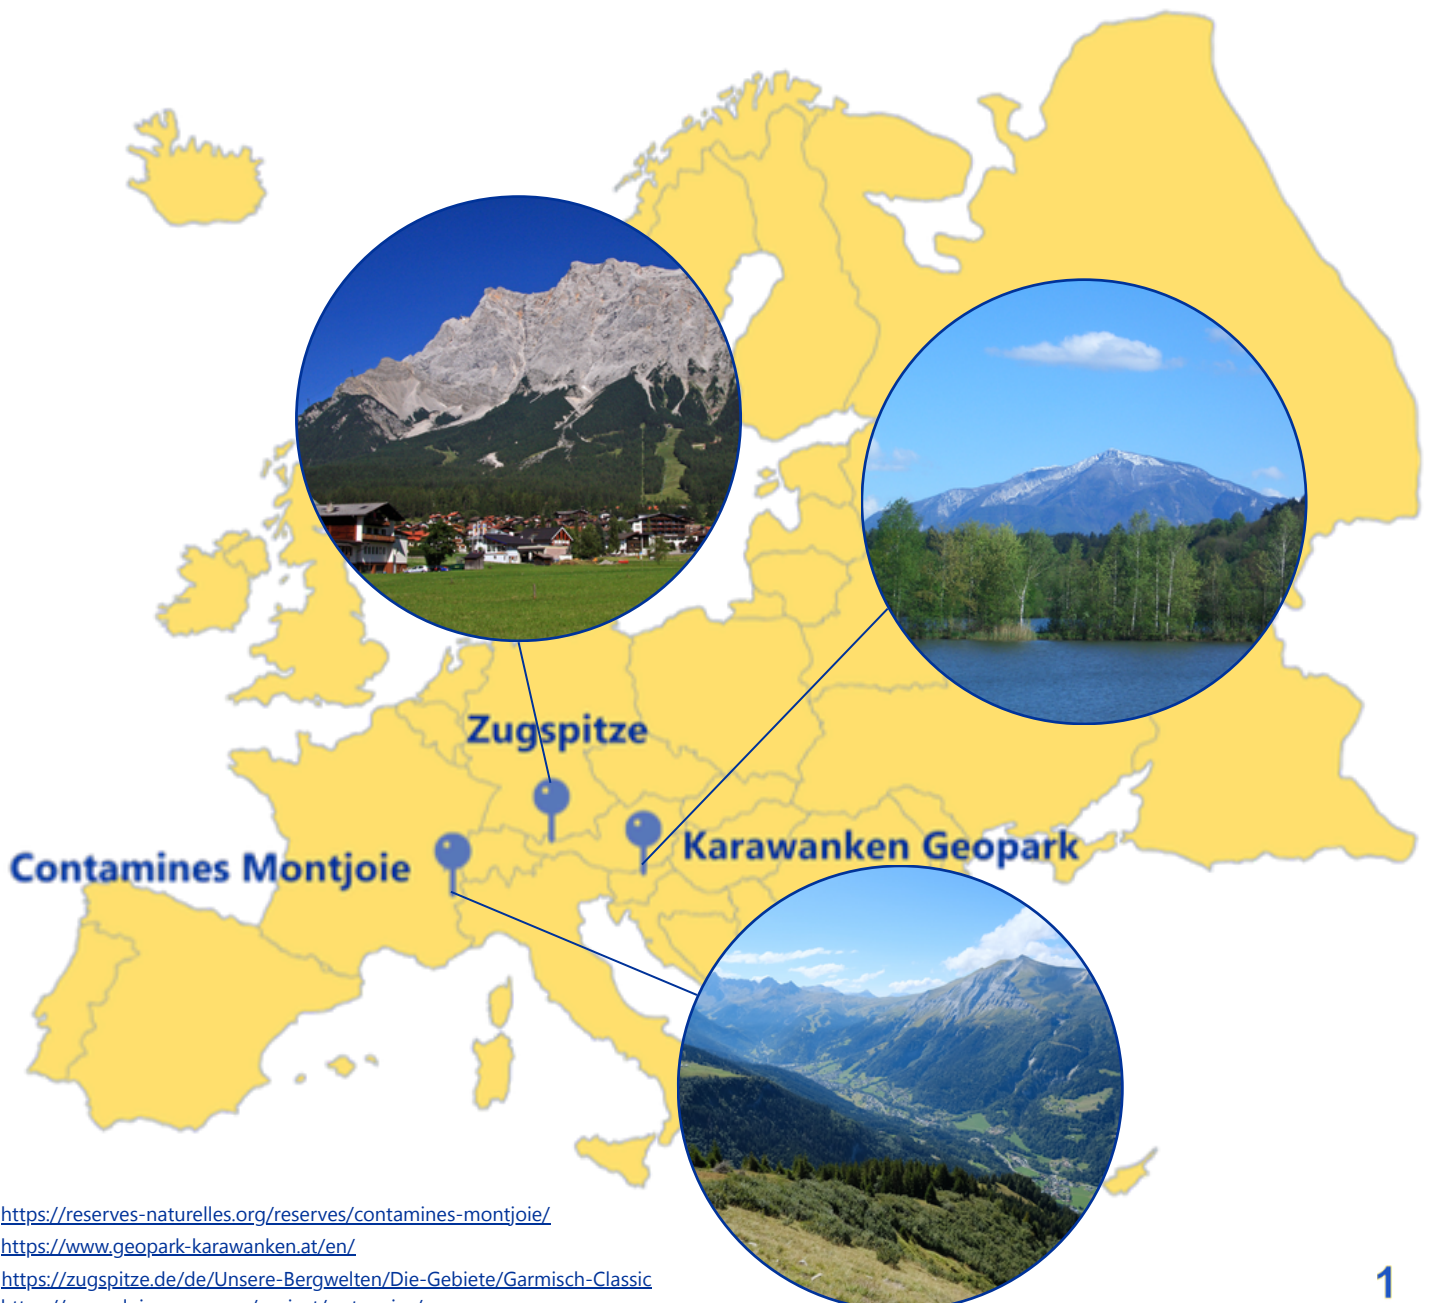 Zugspitze
Karawanken Geopark
Contamines Montjoie
https://reserves-naturelles.org/reserves/contamines-montjoie/
https://www.geopark-karawanken.at/en/
https://zugspitze.de/de/Unsere-Bergwelten/Die-Gebiete/Garmisch-Classic
1